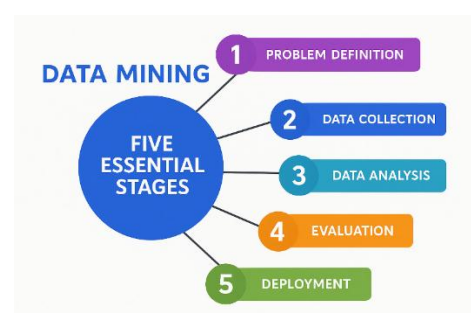 DATA MINING
FIVE
ESSENTIAL
STAGES
1 PROBLEM DEFINITION
2 DATA COLLECTION
3 DATA ANALYSIS
4 EVALUATION
5 DEPLOYMENT